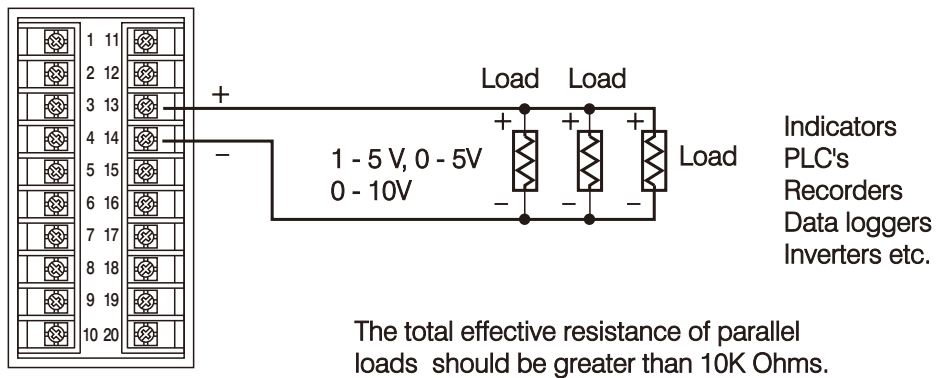 1 11
2 12
3 13
4 14
5 15
6 16
7 17
8 18
9 19
10 20
+
–
Load
Load
+
+
+
1 - 5 V, 0 - 5V
0 - 10V
Load
–
–
–
Indicators
PLC's
Recorders
Data loggers
Inverters etc.
The total effective resistance of parallel
loads should be greater than 10K Ohms.